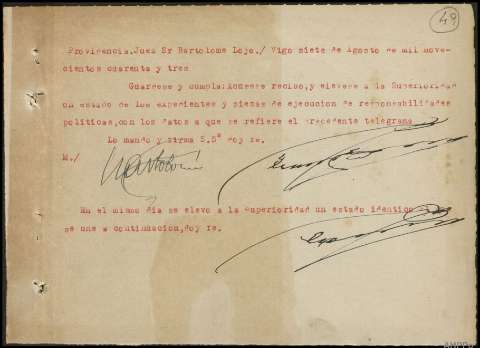 49
Providencia.Juez Sr Bartolome Lojo./ Vigo siete de Agosto de mil nove-
cientos cuarenta y tres
Guardese y cumpla:Acusese recibo,y elevese a la Superioridad
un estado de los expedientes y piezas de ejecucion de responsabilidades
politicas,con los datos a que se refiere el precedente telegrama
Lo mando y firma S.Sª doy fe.
M./
En el mismo dia se elevo a la superioridad un estado identico
se une a continuacion,doy fe.